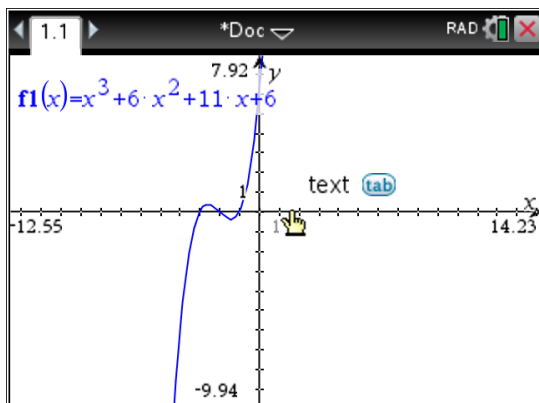 1.1 *Doc RAD
7.92 y
f1(x)=x³+6·x²+11·x+6
text tab
1
x
-12.55 1 14.23
-9.94